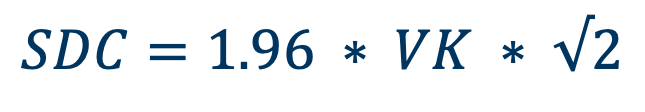 SDC = 1.96 * VK * √2